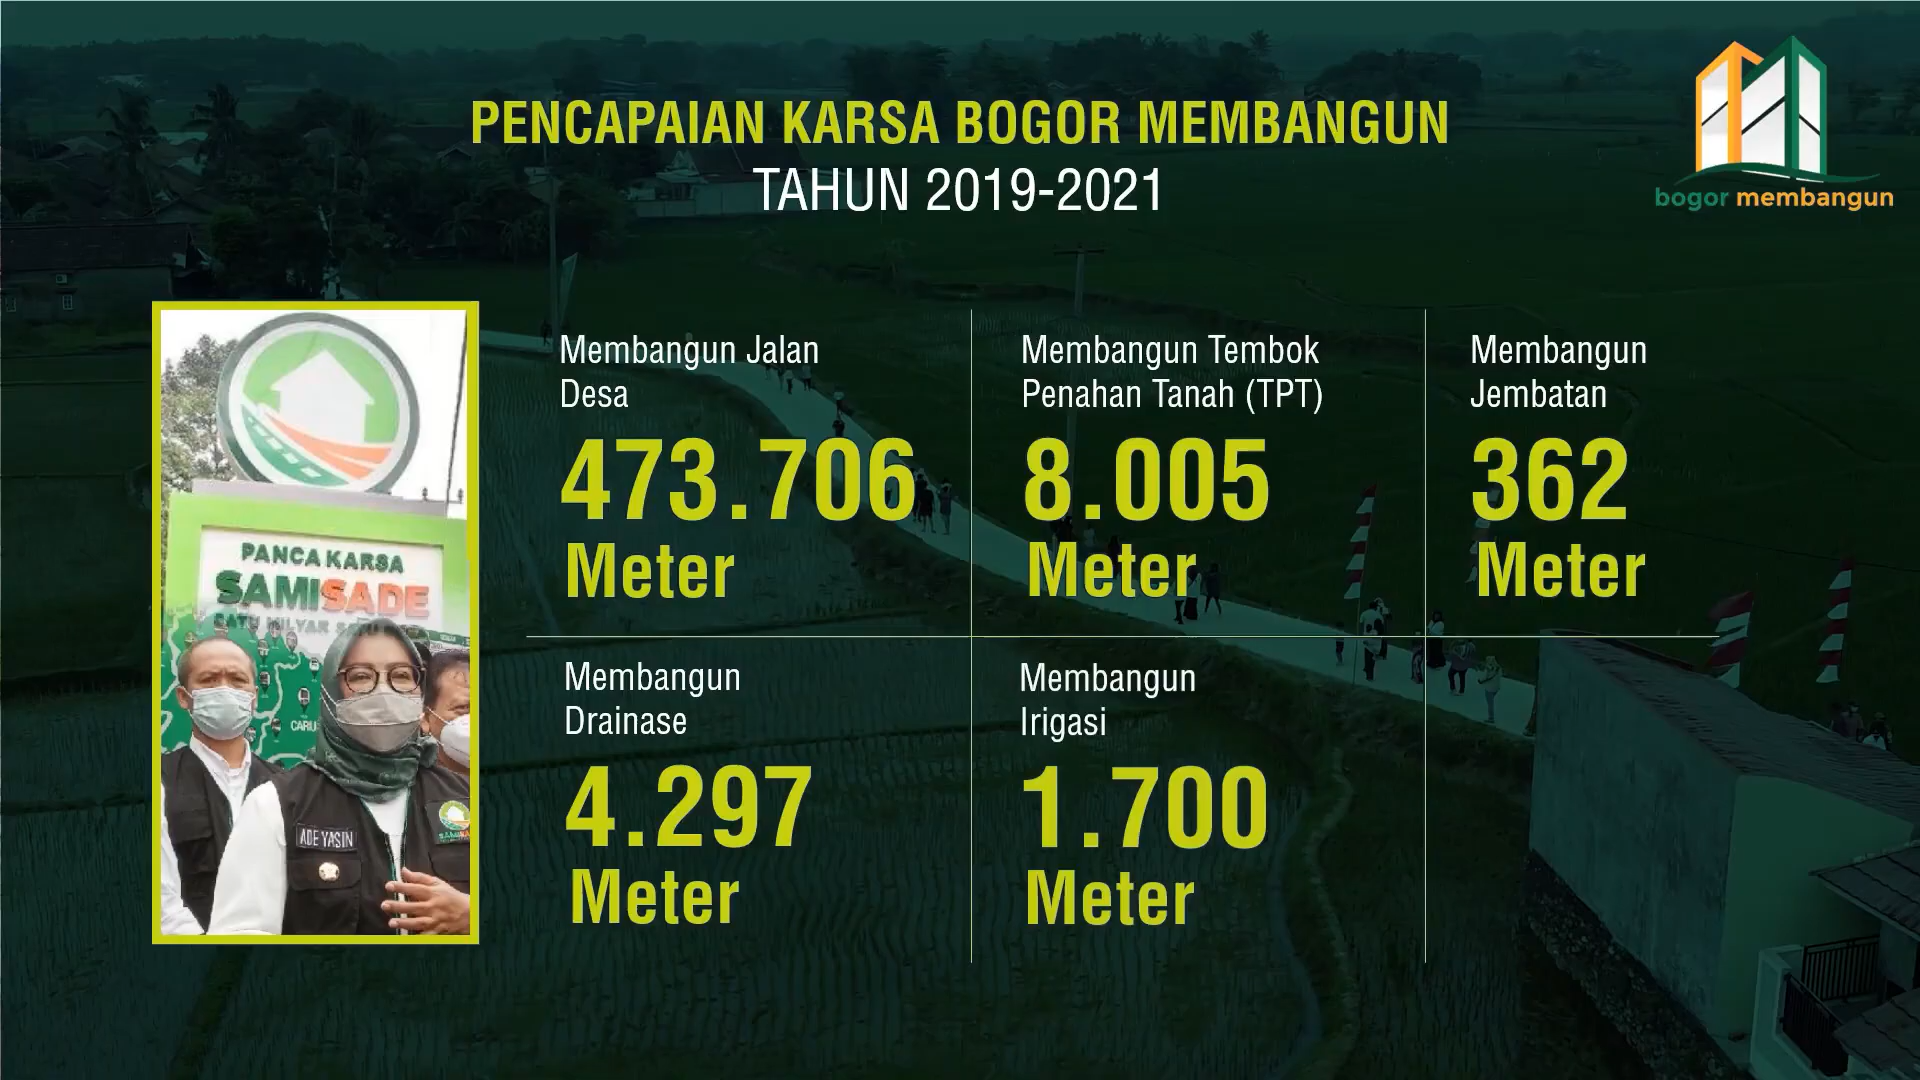 PENCAPAIAN KARSA BOGOR MEMBANGUN
TAHUN 2019-2021
bogor membangun
Membangun Jalan
Desa
473.706
Meter
Membangun Tembok
Penahan Tanah (TPT)
8.005
Meter
Membangun
Jembatan
362
Meter
Membangun
Drainase
4.297
Meter
Membangun
Irigasi
1.700
Meter
PANCA KARSA
SAMISADE
SATU MILYAR
ADE YASIN